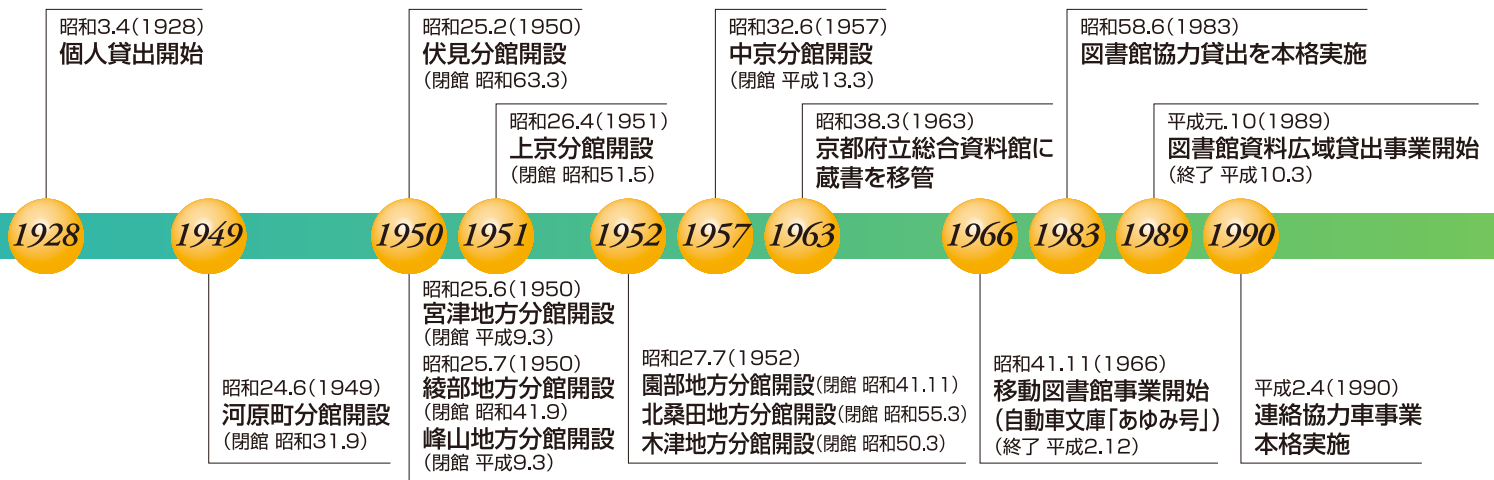 昭和3.4(1928)
個人貸出開始
昭和25.2(1950)
伏見分館開設
(閉館 昭和63.3)
昭和26.4(1951)
上京分館開設
(閉館 昭和51.5)
昭和32.6(1957)
中京分館開設
(閉館 平成13.3)
昭和38.3(1963)
京都府立総合資料館に
蔵書を移管
昭和58.6(1983)
図書館協力貸出を本格実施
平成元.10(1989)
図書館資料広域貸出事業開始
(終了 平成10.3)
1928
1949
1950
1951
1952
1957
1963
1966
1983
1989
1990
昭和24.6(1949)
河原町分館開設
(閉館 昭和31.9)
昭和25.6(1950)
宮津地方分館開設
(閉館 平成9.3)
昭和25.7(1950)
綾部地方分館開設
(閉館 昭和41.9)
峰山地方分館開設
(閉館 平成9.3)
昭和27.7(1952)
園部地方分館開設(閉館 昭和41.11)
北桑田地方分館開設(閉館 昭和55.3)
木津地方分館開設(閉館 昭和50.3)
昭和41.11(1966)
移動図書館事業開始
(自動車文庫「あゆみ号」)
(終了 平成2.12)
平成2.4(1990)
連絡協力車事業
本格実施